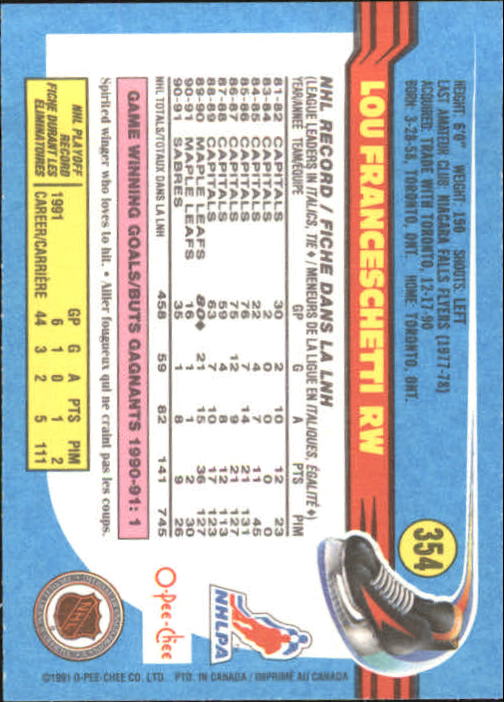 354
LOU FRANCESCHETTI RW
HEIGHT: 6'0" WEIGHT: 190 SHOOTS: LEFT
LAST AMATEUR CLUB: NIAGARA FALLS FLYERS (1977-78)
ACQUIRED: TRADE WITH TORONTO, 12-17-90
BORN: 3-28-58, TORONTO, ONT. HOME: TORONTO, ONT.
NHL RECORD / FICHE DANS LA LNH
(LEAGUE LEADERS IN ITALICS, TIE ♦ / MENEURS DE LA LIGUE EN ITALIQUES, ÉGALITÉ ♦)
YEAR/ANNÉE TEAM/ÉQUIPE GP G A PTS PIM
81-82 CAPITALS 30 2 10 12 23
83-84 CAPITALS 2 0 0 0 0
84-85 CAPITALS 22 4 7 11 45
85-86 CAPITALS 76 7 14 21 131
86-87 CAPITALS 75 12 9 21 127
87-88 CAPITALS 59 4 8 12 113
88-89 CAPITALS 63 7 10 17 123
89-90 MAPLE LEAFS 80♦ 21 15 36 127
90-91 MAPLE LEAFS 16 1 1 2 30
90-91 SABRES 35 1 8 9 26
NHL TOTALS/TOTAUX DANS LA LNH 458 59 82 141 745
GAME WINNING GOALS/BUTS GAGNANTS 1990-91: 1
Spirited winger who loves to hit. • Ailier fougueux qui ne craint pas les coups.
NHL PLAYOFF RECORD
FICHE DURANT LES ÉLIMINATOIRES
GP G A PTS PIM
1991 6 1 0 1 2
CAREER/CARRIÈRE 44 3 2 5 111
NHLPA
O-Pee-Chee
NHL
©1991 O-PEE-CHEE CO. LTD. PTD. IN CANADA / IMPRIMÉ AU CANADA